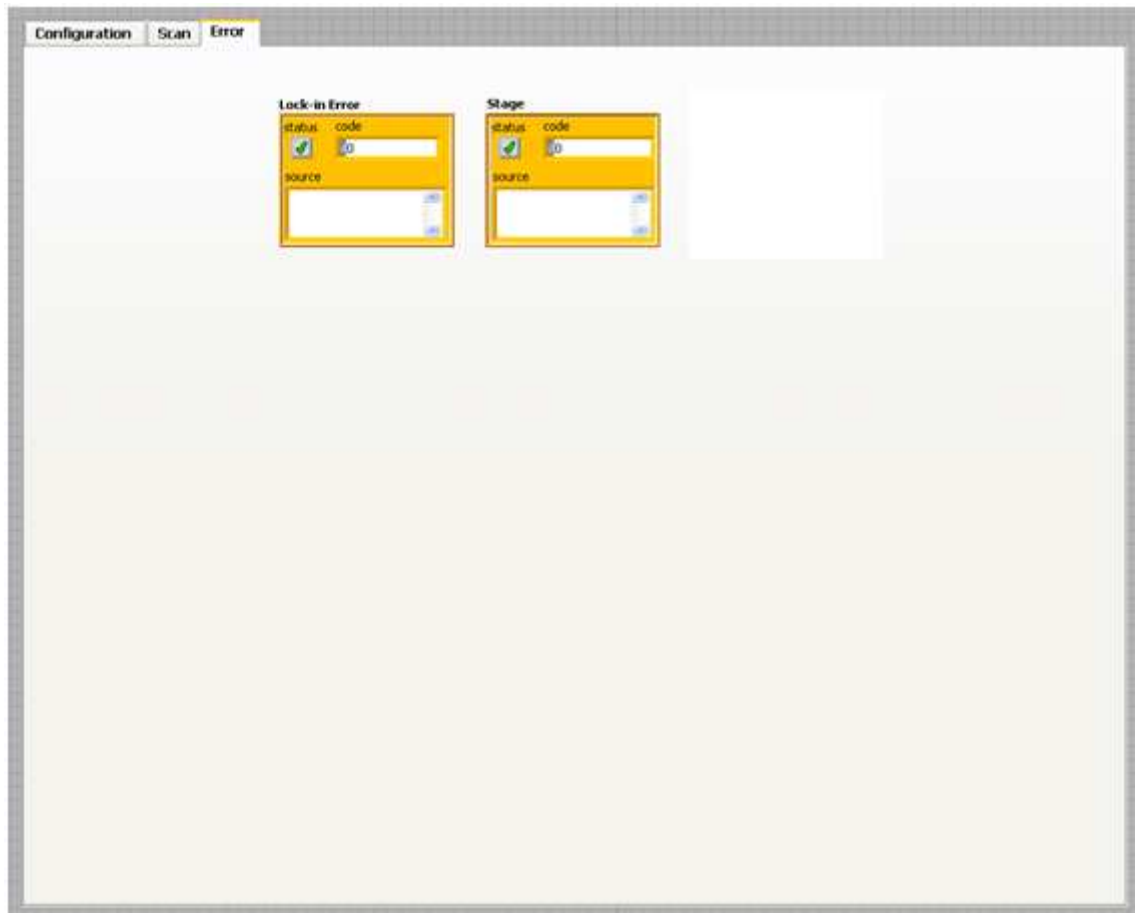 Configuration Scan Error
Lock-in Error Stage
status code status code
0 0
source source